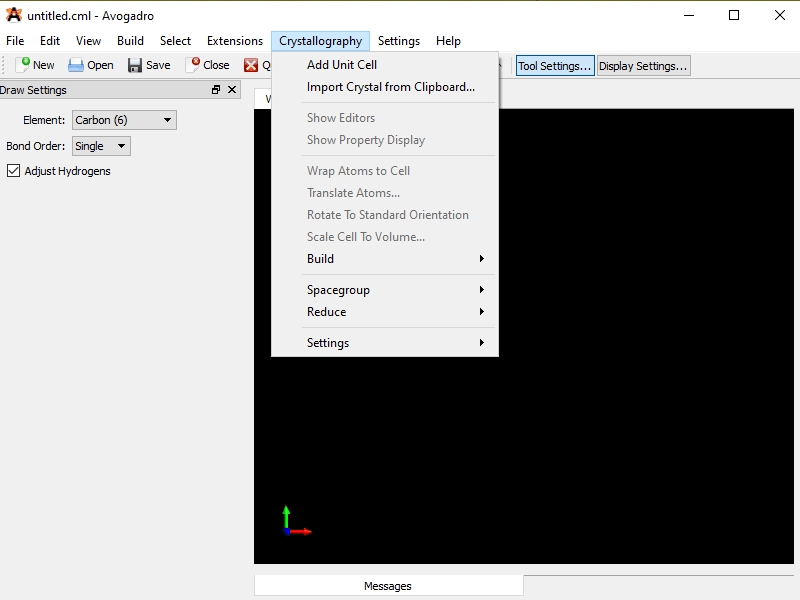 untitled.cml - Avogadro
File Edit View Build Select Extensions Crystallography Settings Help
New Open Save Close Tool Settings... Display Settings...
Draw Settings
Element: Carbon (6)
Bond Order: Single
Adjust Hydrogens
Add Unit Cell
Import Crystal from Clipboard...
Show Editors
Show Property Display
Wrap Atoms to Cell
Translate Atoms...
Rotate To Standard Orientation
Scale Cell To Volume...
Build
Spacegroup
Reduce
Settings
Messages